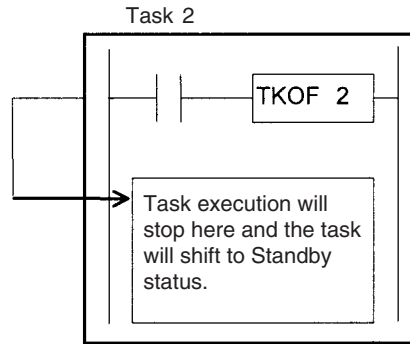 Task 2
TKOF 2
Task execution will
stop here and the task
will shift to Standby
status.